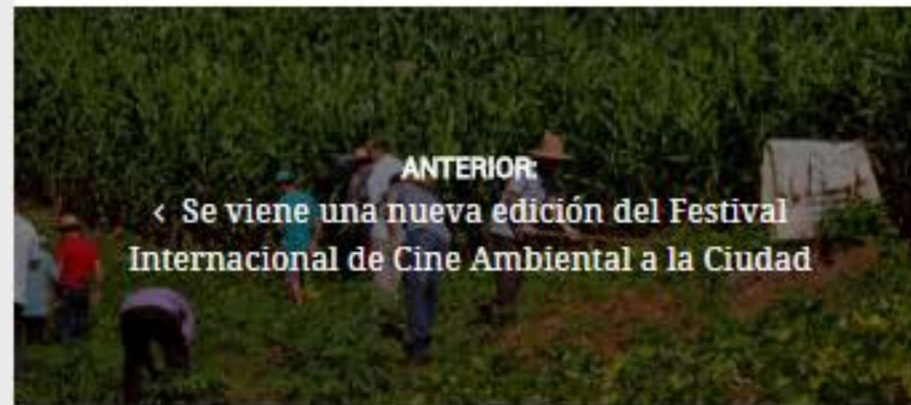 ANTERIOR:
‹ Se viene una nueva edición del Festival
Internacional de Cine Ambiental a la Ciudad